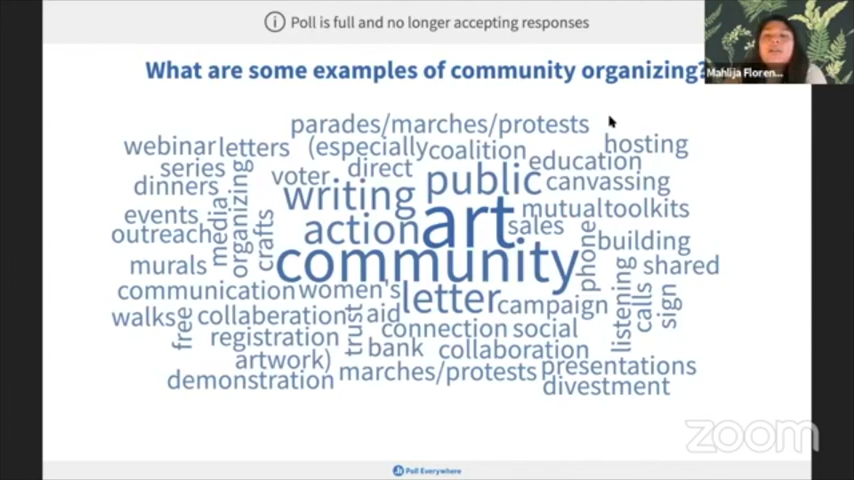 Poll is full and no longer accepting responses
What are some examples of community organizing?
Mahlija Floren...
parades/marches/protests
webinar letters (especially coalition hosting
series voter direct education
dinners writing public canvassing
events media organizing crafts action art sales mutual toolkits
outreach phone building
murals community listening shared
communication women's letter campaign calls sign
walks free collaberation trust aid connection social
registration bank collaboration
artwork) marches/protests presentations
demonstration divestment
zoom
Poll Everywhere